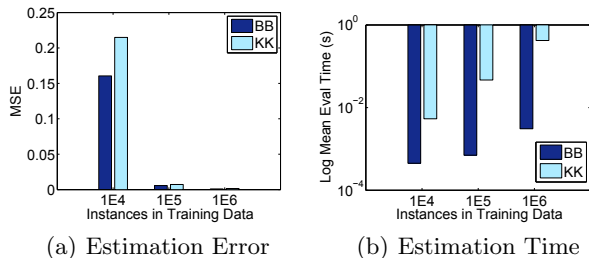 0.25
0.2
0.15
0.1
0.05
0
MSE
1E4 1E5 1E6
Instances in Training Data
BB
KK
(a) Estimation Error
10^0
10^-2
10^-4
Log Mean Eval Time (s)
1E4 1E5 1E6
Instances in Training Data
BB
KK
(b) Estimation Time